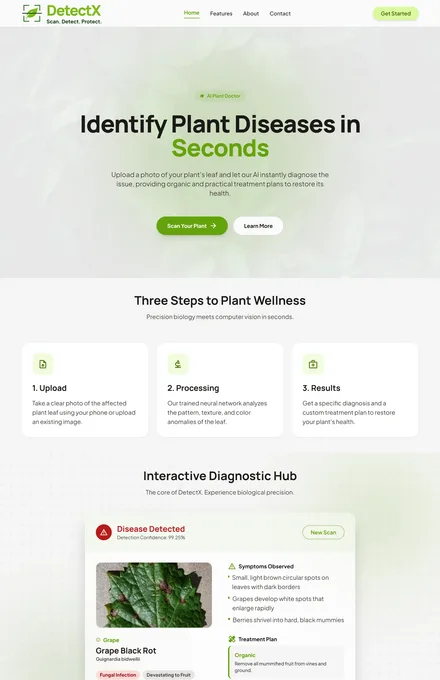 DetectX
Scan. Detect. Protect.
Home Features About Contact
Get Started
AI Plant Doctor
Identify Plant Diseases in
Seconds
Upload a photo of your plant's leaf and let our AI instantly diagnose the
issue, providing organic and practical treatment plans to restore its
health.
Scan Your Plant
Learn More
Three Steps to Plant Wellness
Precision biology meets computer vision in seconds.
1. Upload
Take a clear photo of the affected
plant leaf using your phone or upload
an existing image.
2. Processing
Our trained neural network analyzes
the pattern, texture, and color
anomalies of the leaf.
3. Results
Get a specific diagnosis and a
custom treatment plan to restore
your plant's health.
Interactive Diagnostic Hub
The core of DetectX. Experience biological precision.
Disease Detected
Detection Confidence: 99.25%
New Scan
Grape
Grape Black Rot
Guignardia bidwellii
Fungal Infection
Devastating to Fruit
Symptoms Observed
Small, light brown circular spots on
leaves with dark borders
Grapes develop white spots that
enlarge rapidly
Berries shrivel into hard, black mummies
Treatment Plan
Organic
Remove all mummified fruit from vines and
ground.